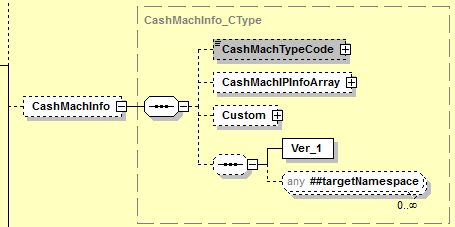 CashMachInfo_CType
CashMachTypeCode
CashMachIPInfoArray
CashMachInfo
Custom
Ver_1
any ##targetNamespace
0..∞